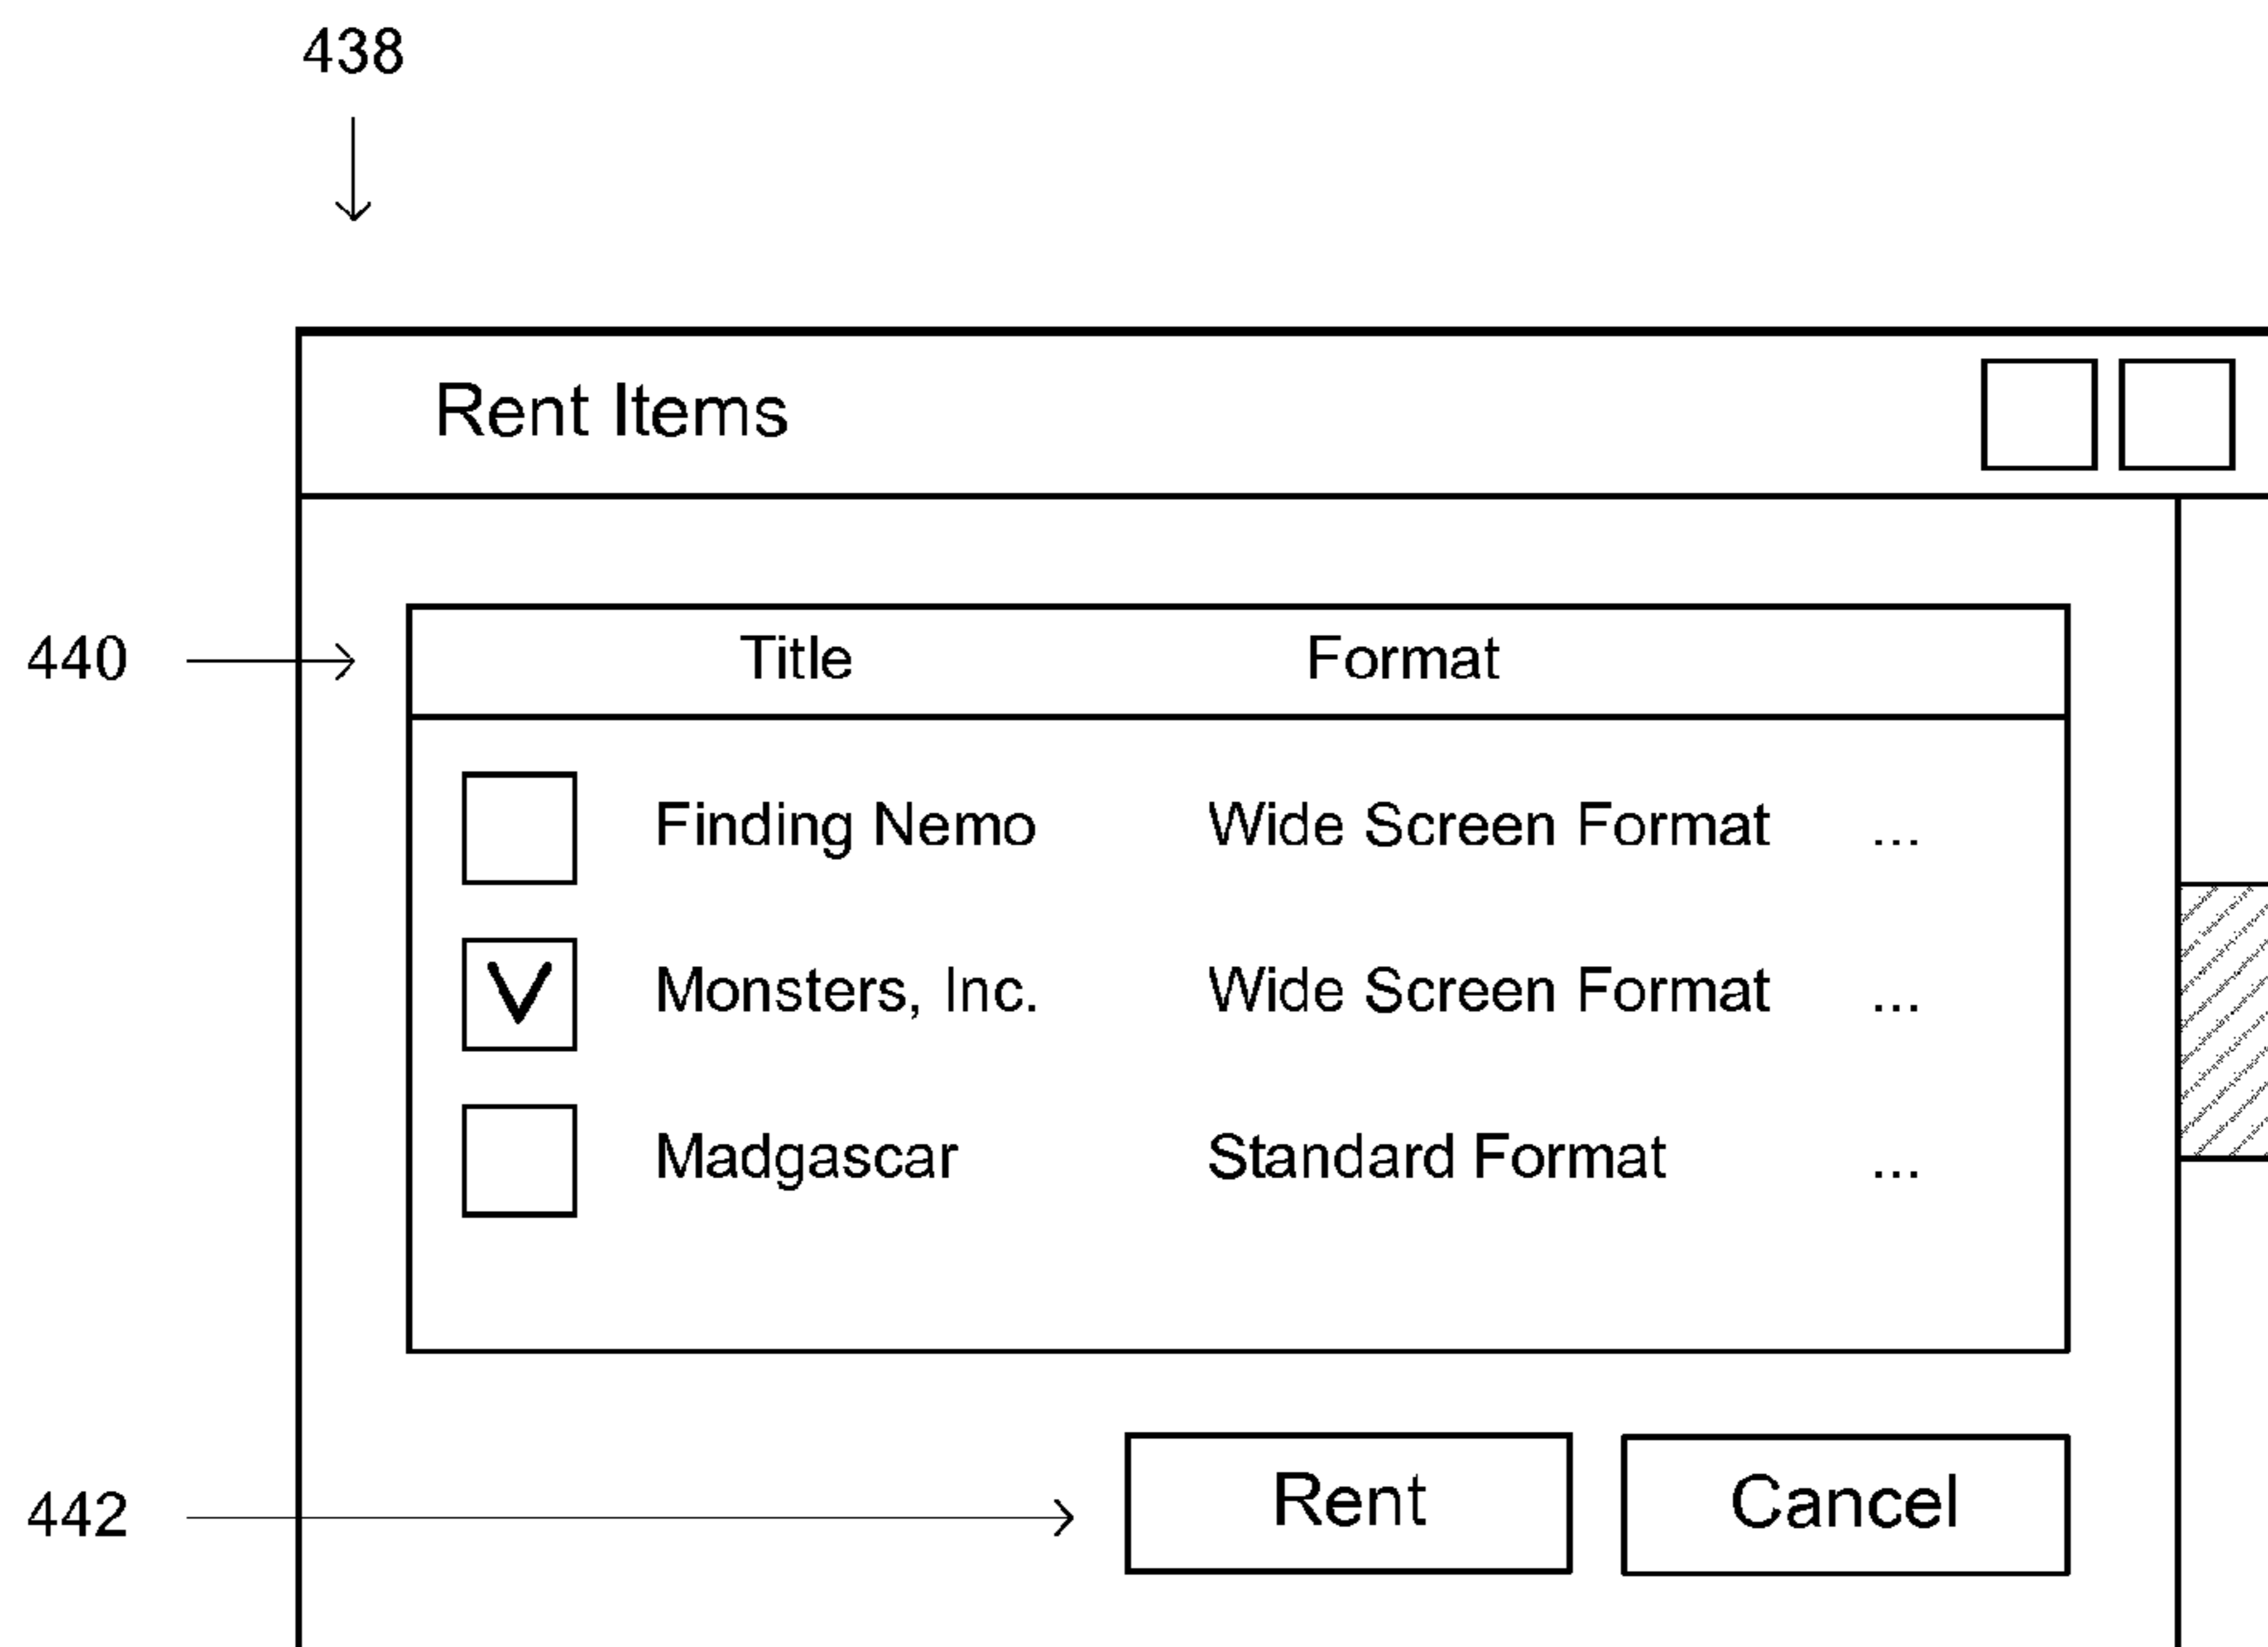 438
Rent Items
440
Title Format
Finding Nemo Wide Screen Format ...
Monsters, Inc. Wide Screen Format ...
Madgascar Standard Format ...
442
Rent Cancel